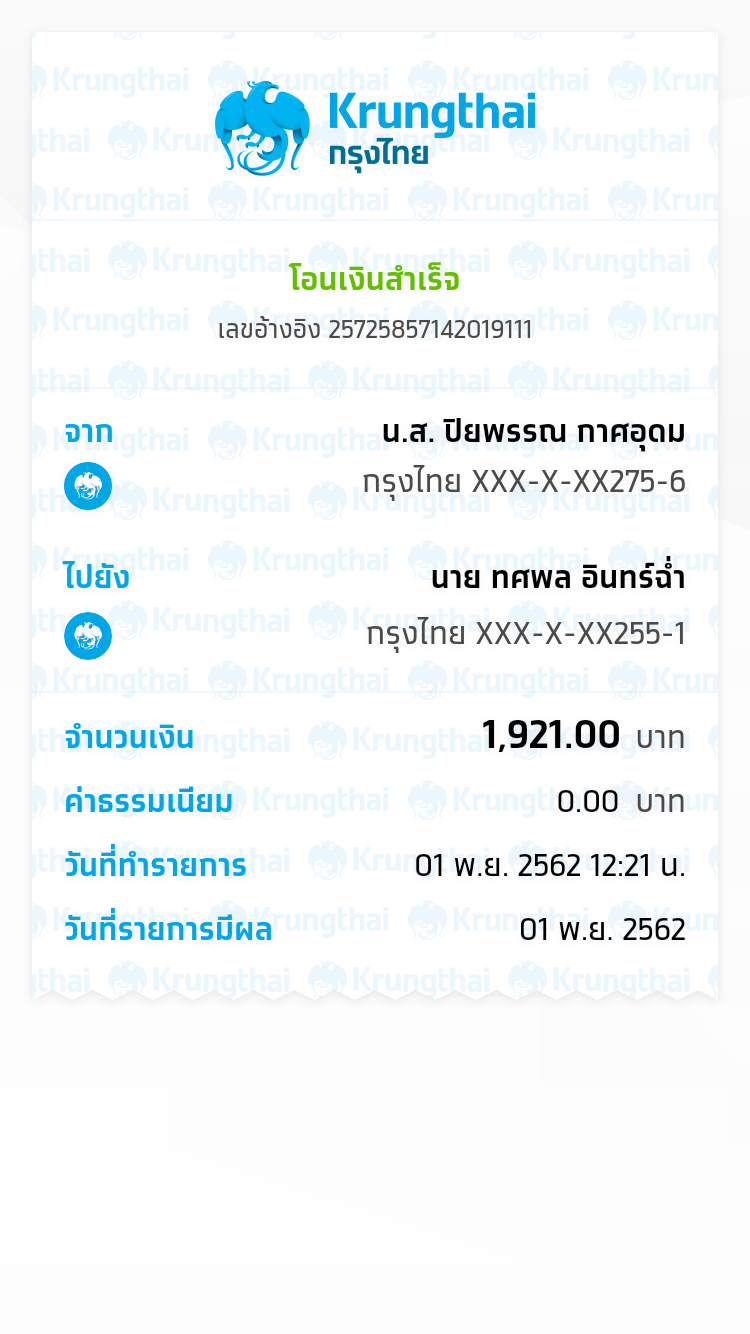 Krungthai
กรุงไทย
โอนเงินสำเร็จ
เลขอ้างอิง 25725857142019111
จาก น.ส. ปิยพรรณ กาศอุดม
กรุงไทย XXX-X-XX275-6
ไปยัง นาย ทศพล อินทร์ฉ่ำ
กรุงไทย XXX-X-XX255-1
จำนวนเงิน 1,921.00 บาท
ค่าธรรมเนียม 0.00 บาท
วันที่ทำรายการ 01 พ.ย. 2562 12:21 น.
วันที่รายการมีผล 01 พ.ย. 2562